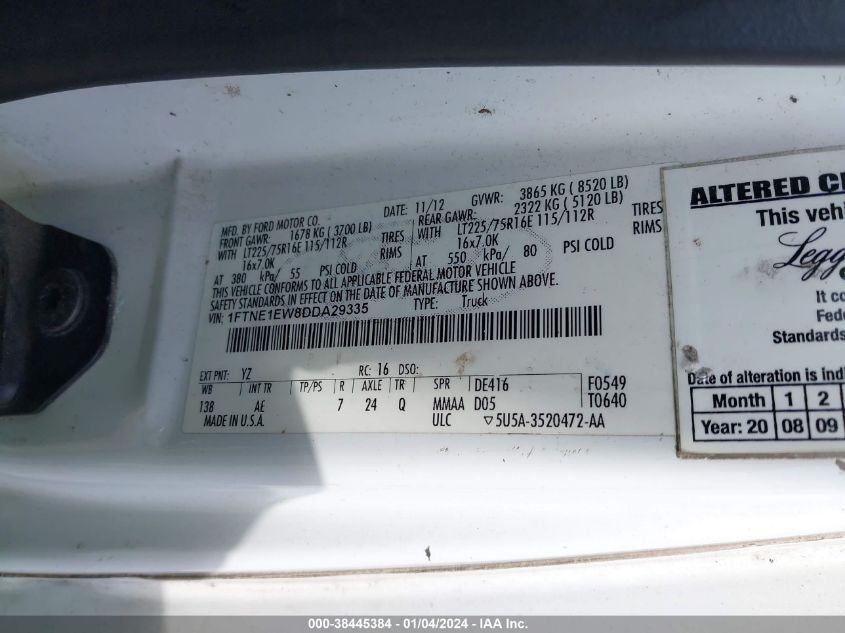 MFD. BY FORD MOTOR CO.
DATE: 11/12 GVWR: 3865 KG ( 8520 LB)
FRONT GAWR: 1678 KG ( 3700 LB) REAR GAWR: 2322 KG ( 5120 LB)
WITH LT225/75R16E 115/112R TIRES WITH LT225/75R16E 115/112R TIRES
16x7.0K RIMS 16x7.0K RIMS
AT 380 kPa/ 55 PSI COLD AT 550 kPa/ 80 PSI COLD
THIS VEHICLE CONFORMS TO ALL APPLICABLE FEDERAL MOTOR VEHICLE
SAFETY STANDARDS IN EFFECT ON THE DATE OF MANUFACTURE SHOWN ABOVE.
VIN: 1FTNE1EW8DDA29335 TYPE: Truck
EXT PNT: YZ RC: 16 DSO:
WB INT TR TP/PS R AXLE TR SPR DE416 F0549
138 AE 7 24 Q MMAA D05 T0640
MADE IN U.S.A. ULC ▽5U5A-3520472-AA
ALTERED
This
Legg
It
Standards
Date of alteration is
Month 1 2
Year: 20 08 09
000-38445384 - 01/04/2024 - IAA Inc.